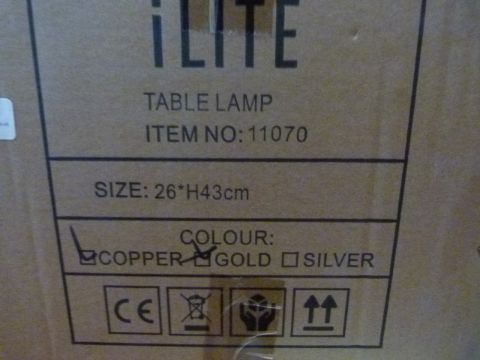 iLITE
TABLE LAMP
ITEM NO: 11070
SIZE: 26*H43cm
COLOUR:
COPPER GOLD SILVER
CE